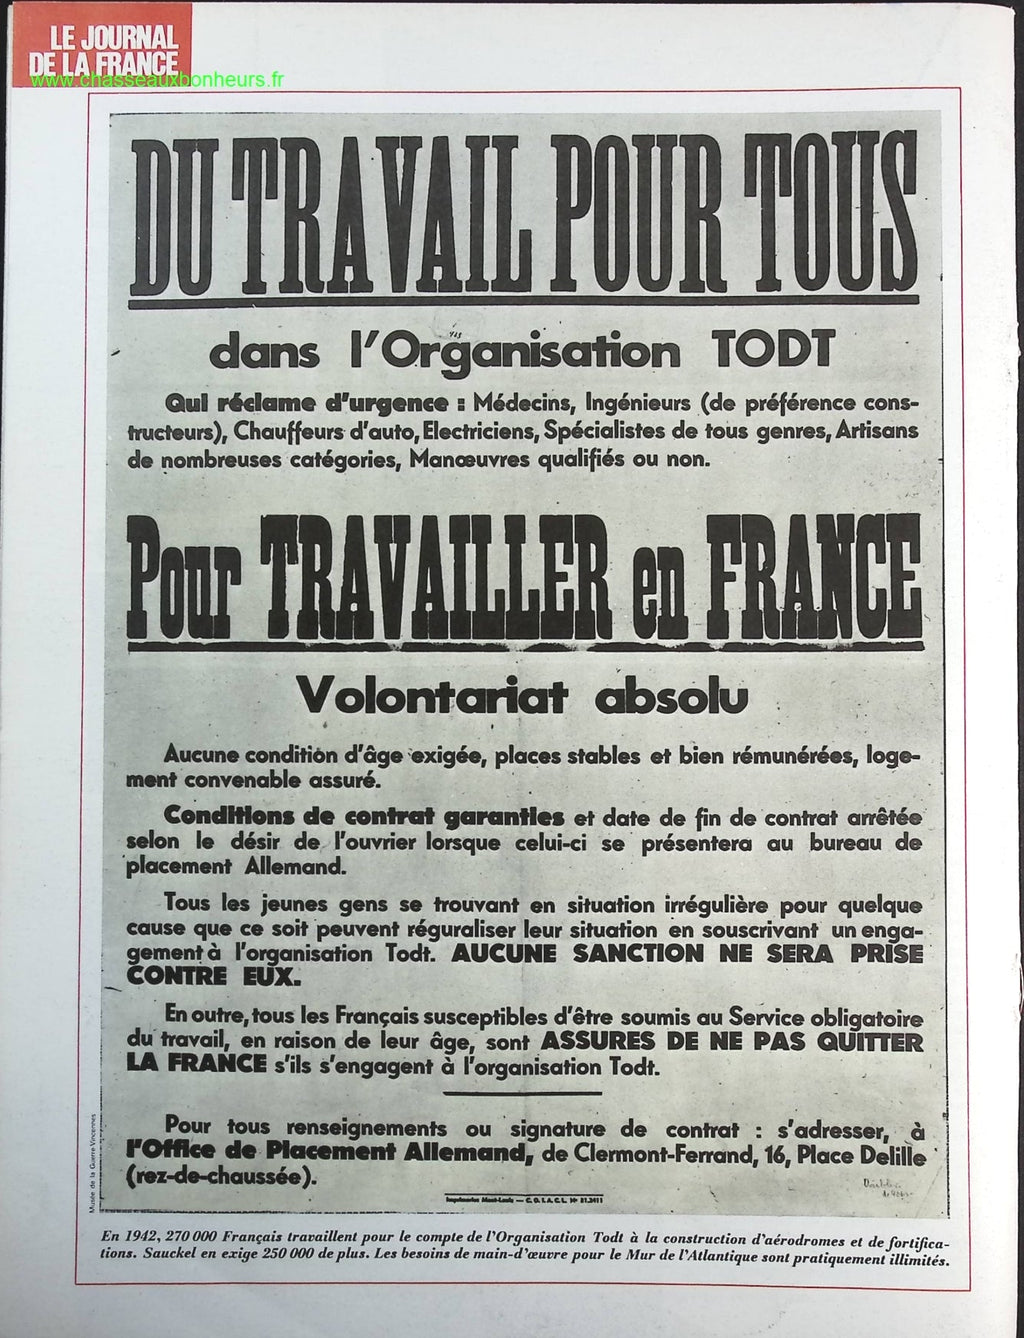 LE JOURNAL
DE LA FRANCE
www.chasseauxbonheurs.fr
DU TRAVAIL POUR TOUS
dans l'Organisation TODT
Qui réclame d'urgence : Médecins, Ingénieurs (de préférence cons-
tructeurs), Chauffeurs d'auto, Electriciens, Spécialistes de tous genres, Artisans
de nombreuses catégories, Manœuvres qualifiés ou non.
Pour TRAVAILLER en FRANCE
Volontariat absolu
Aucune condition d'âge exigée, places stables et bien rémunérées, loge-
ment convenable assuré.
Conditions de contrat garanties et date de fin de contrat arrêtée
selon le désir de l'ouvrier lorsque celui-ci se présentera au bureau de
placement Allemand.
Tous les jeunes gens se trouvant en situation irrégulière pour quelque
cause que ce soit peuvent réguraliser leur situation en souscrivant un enga-
gement à l'organisation Todt. AUCUNE SANCTION NE SERA PRISE
CONTRE EUX.
En outre, tous les Français susceptibles d'être soumis au Service obligatoire
du travail, en raison de leur âge, sont ASSURES DE NE PAS QUITTER
LA FRANCE s'ils s'engagent à l'organisation Todt.
Pour tous renseignements ou signature de contrat : s'adresser, à
l'Office de Placement Allemand, de Clermont-Ferrand, 16, Place Delille
(rez-de-chaussée).
Imprimerie Mont-Louis — C.O.I.A.C.L. N° 31.2411
Musée de la Guerre Vincennes
En 1942, 270 000 Français travaillent pour le compte de l'Organisation Todt à la construction d'aérodromes et de fortifica-
tions. Sauckel en exige 250 000 de plus. Les besoins de main-d'œuvre pour le Mur de l'Atlantique sont pratiquement illimités.